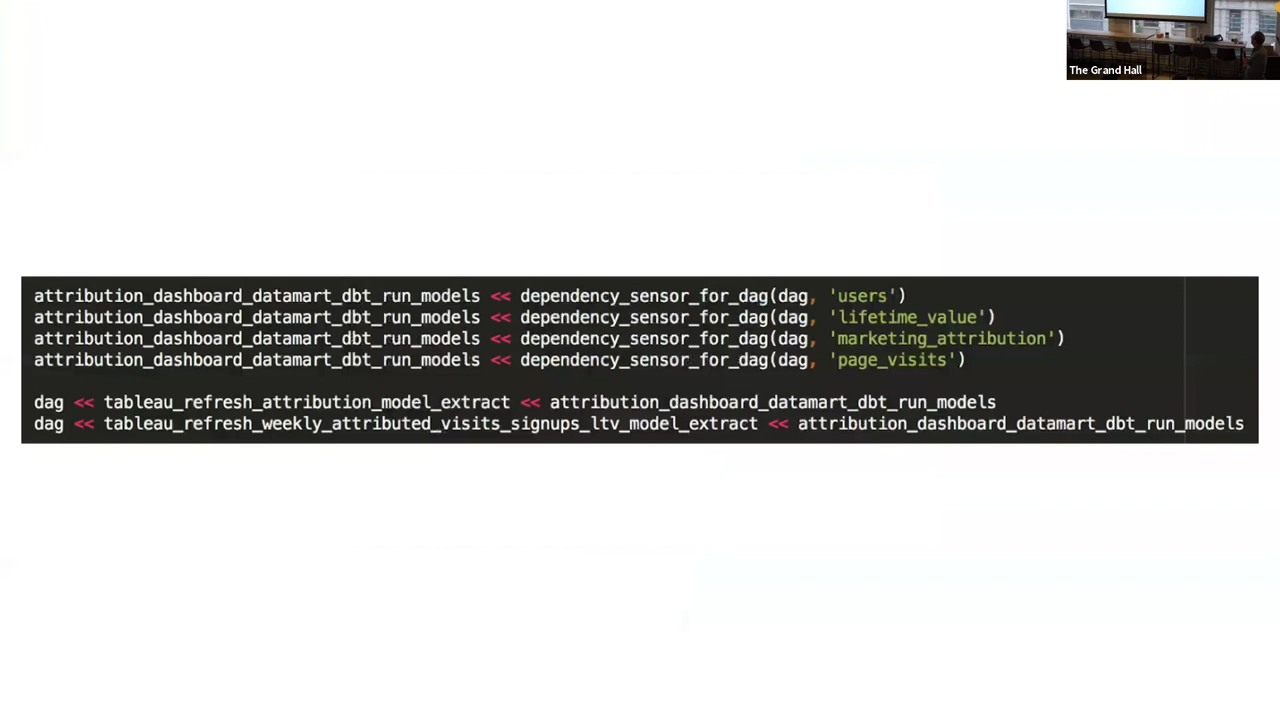 The Grand Hall
attribution_dashboard_datamart_dbt_run_models << dependency_sensor_for_dag(dag, 'users')
attribution_dashboard_datamart_dbt_run_models << dependency_sensor_for_dag(dag, 'lifetime_value')
attribution_dashboard_datamart_dbt_run_models << dependency_sensor_for_dag(dag, 'marketing_attribution')
attribution_dashboard_datamart_dbt_run_models << dependency_sensor_for_dag(dag, 'page_visits')
dag << tableau_refresh_attribution_model_extract << attribution_dashboard_datamart_dbt_run_models
dag << tableau_refresh_weekly_attributed_visits_signups_ltv_model_extract << attribution_dashboard_datamart_dbt_run_models